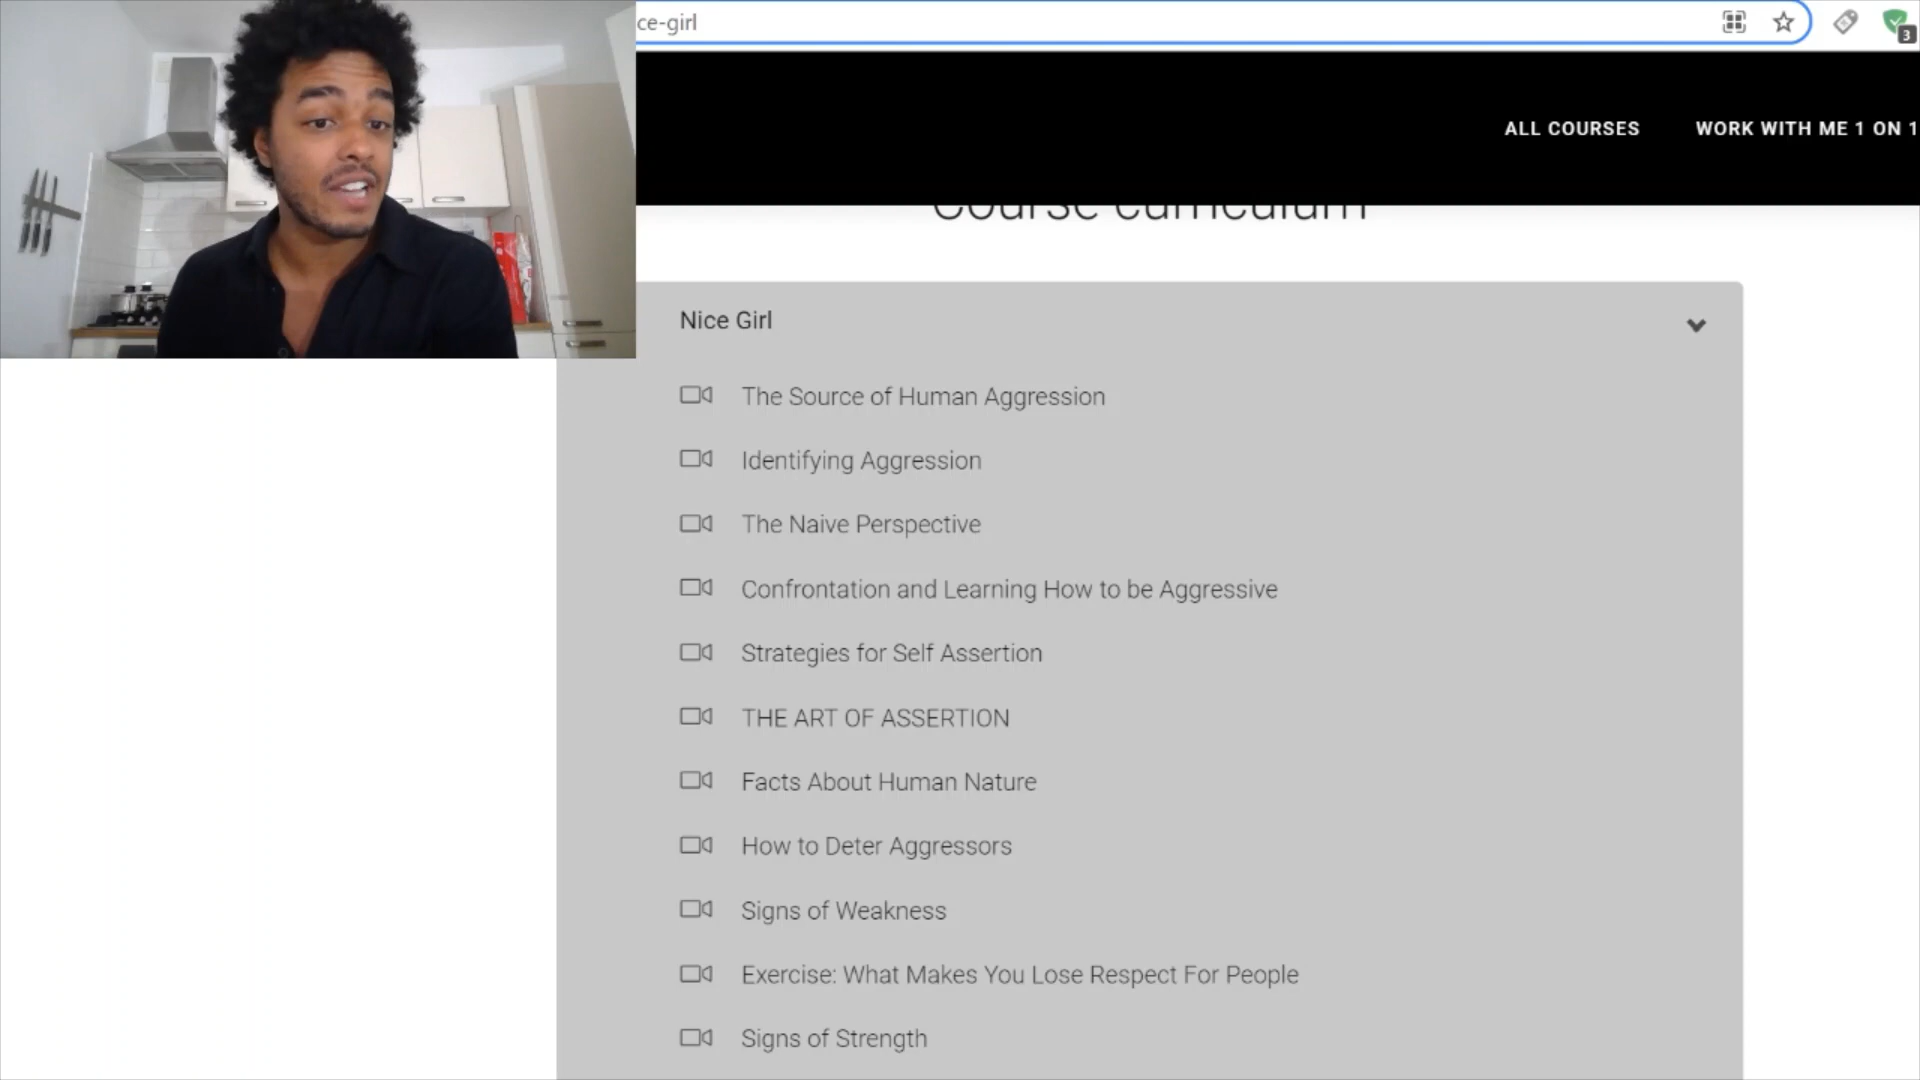 ce-girl
3
ALL COURSES
WORK WITH ME 1 ON 1
Course curriculum
Nice Girl
The Source of Human Aggression
Identifying Aggression
The Naive Perspective
Confrontation and Learning How to be Aggressive
Strategies for Self Assertion
THE ART OF ASSERTION
Facts About Human Nature
How to Deter Aggressors
Signs of Weakness
Exercise: What Makes You Lose Respect For People
Signs of Strength